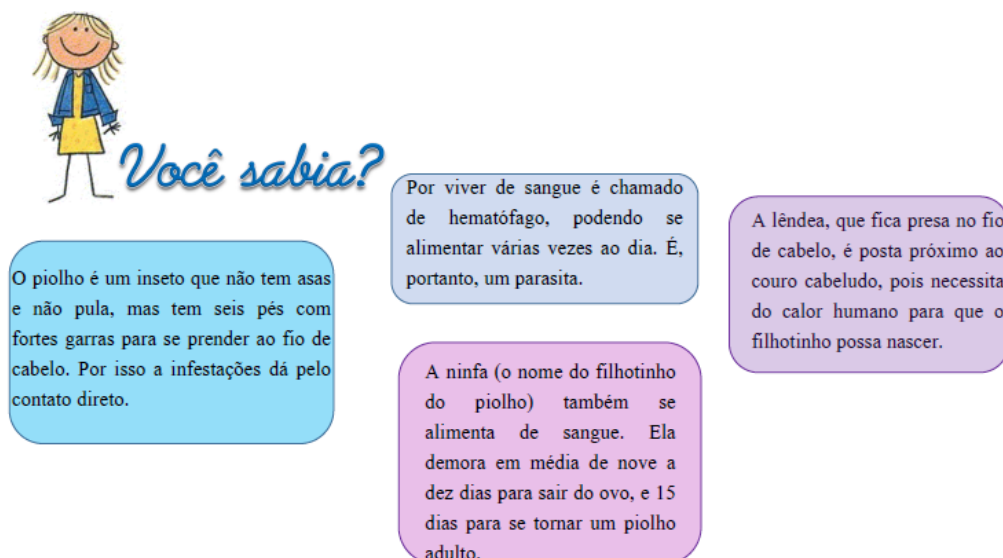 Você sabia?
O piolho é um inseto que não tem asas
e não pula, mas tem seis pés com
fortes garras para se prender ao fio de
cabelo. Por isso a infestações dá pelo
contato direto.
Por viver de sangue é chamado
de hematófago, podendo se
alimentar várias vezes ao dia. É,
portanto, um parasita.
A ninfa (o nome do filhotinho
do piolho) também se
alimenta de sangue. Ela
demora em média de nove a
dez dias para sair do ovo, e 15
dias para se tornar um piolho
adulto.
A lêndea, que fica presa no fio
de cabelo, é posta próximo ao
couro cabeludo, pois necessita
do calor humano para que o
filhotinho possa nascer.